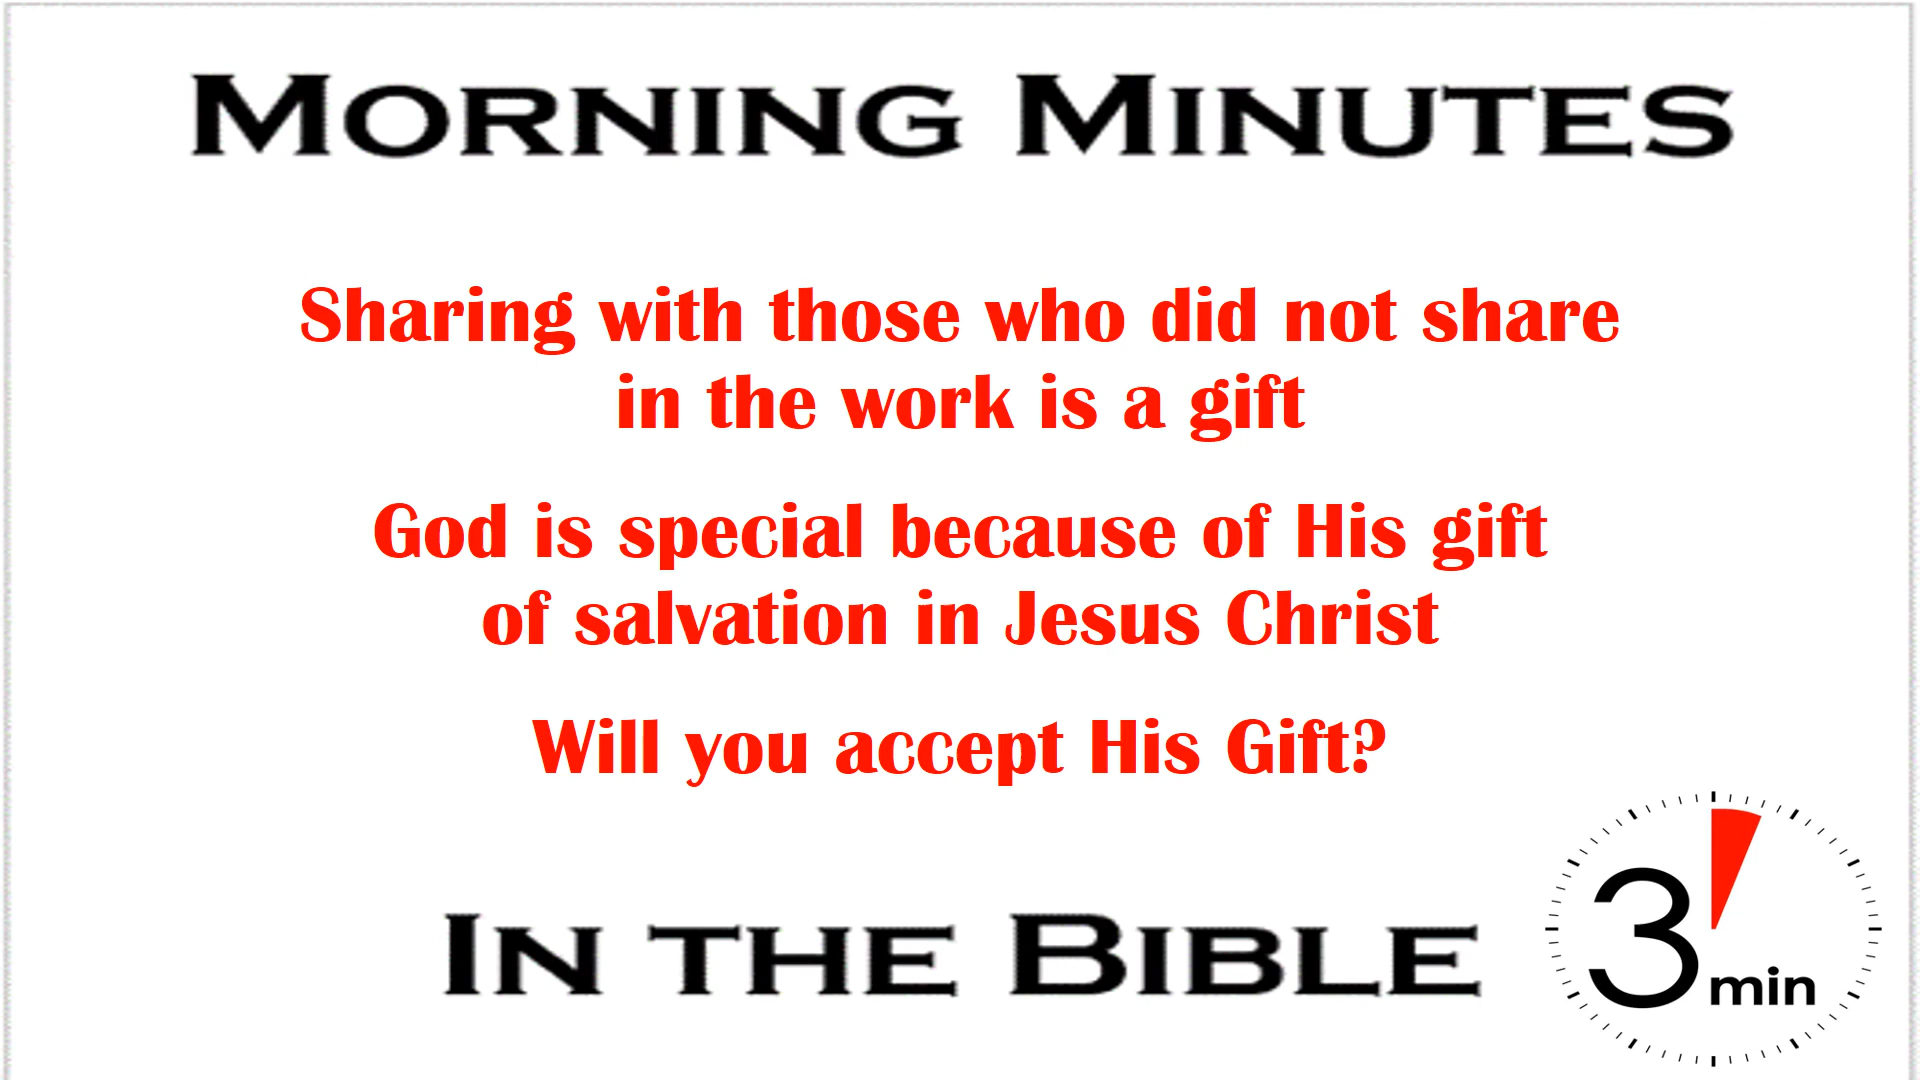 Morning Minutes
Sharing with those who did not share
in the work is a gift
God is special because of His gift
of salvation in Jesus Christ
Will you accept His Gift?
In the Bible
3 min